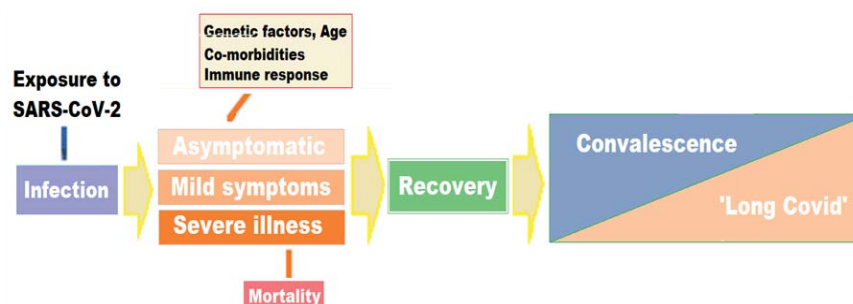 Genetic factors, Age
Co-morbidities
Immune response
Exposure to
SARS-CoV-2
Infection
Asymptomatic
Mild symptoms
Severe illness
Mortality
Recovery
Convalescence
'Long Covid'